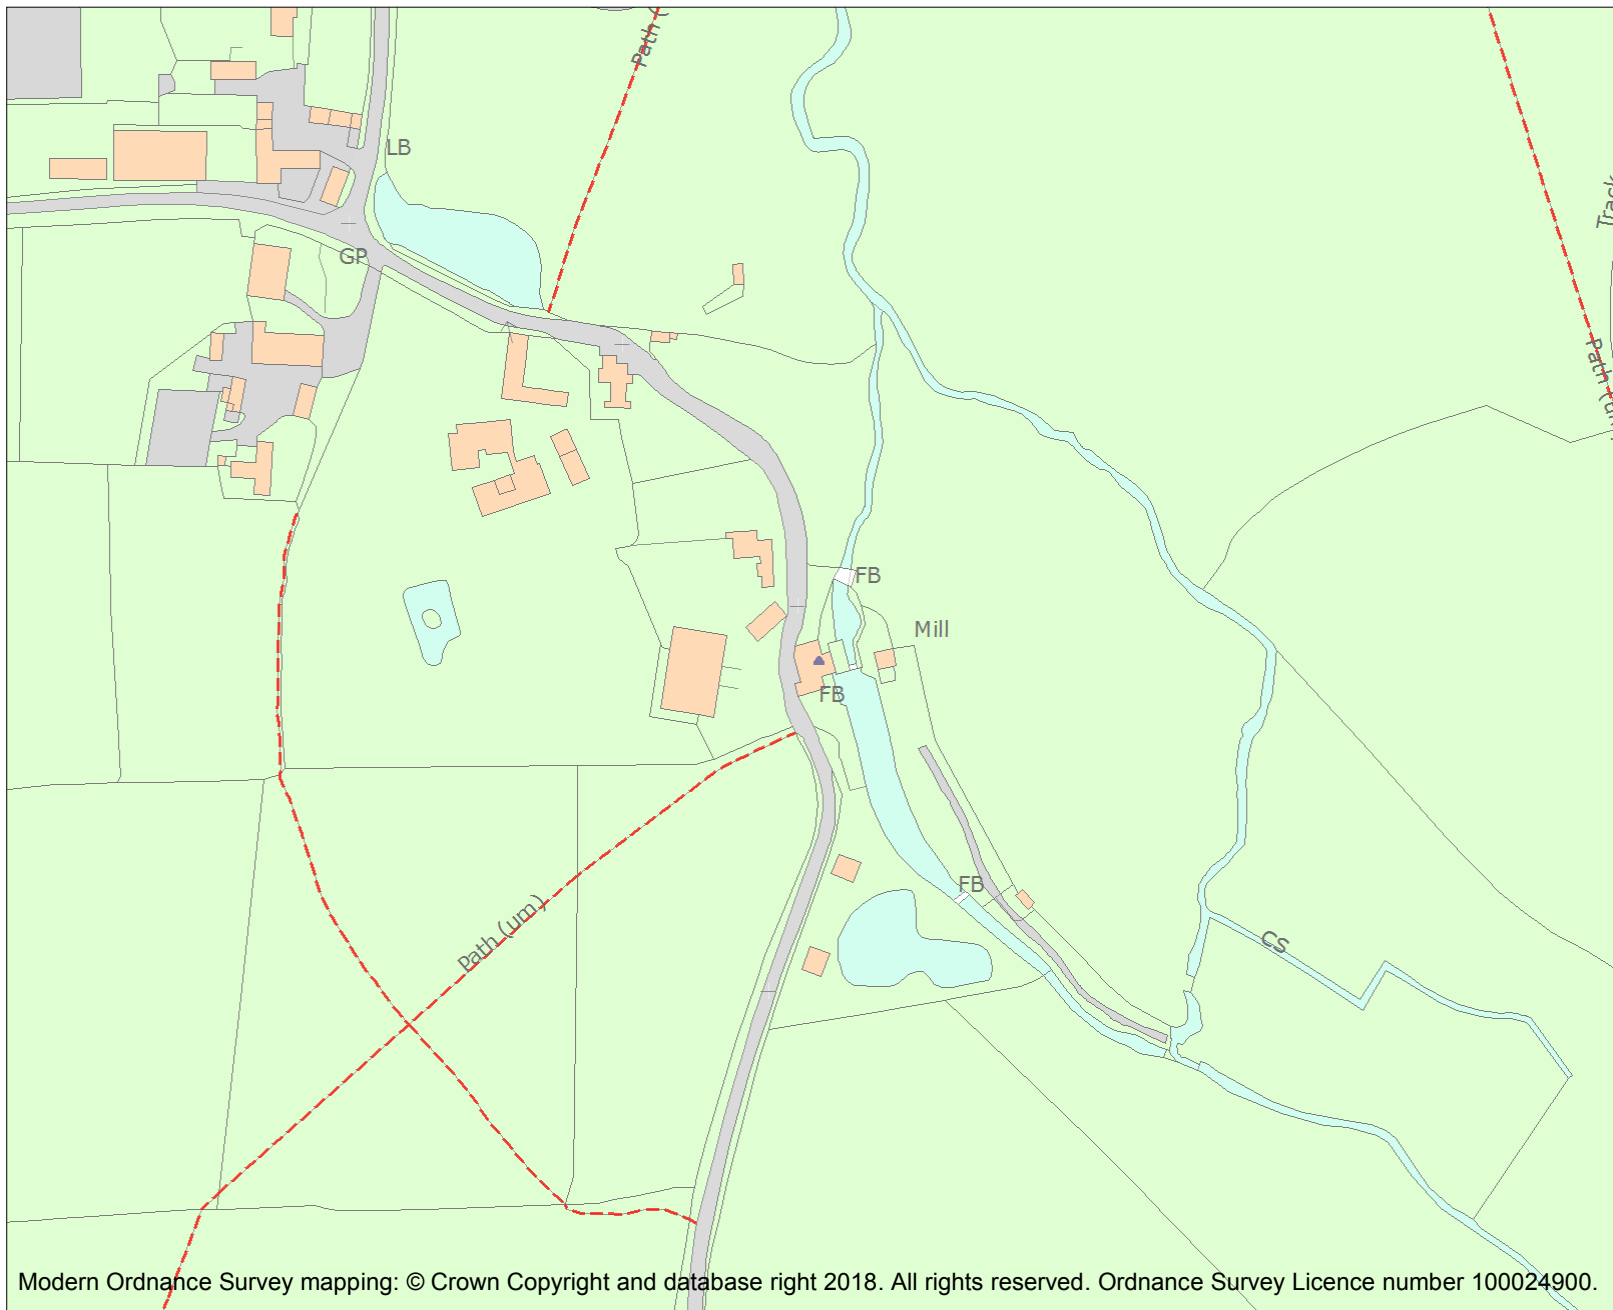 Path (
LB
Track
GP
Path (um)
FB
Mill
FB
FB
Path (um)
CS
Modern Ordnance Survey mapping: © Crown Copyright and database right 2018. All rights reserved. Ordnance Survey Licence number 100024900.